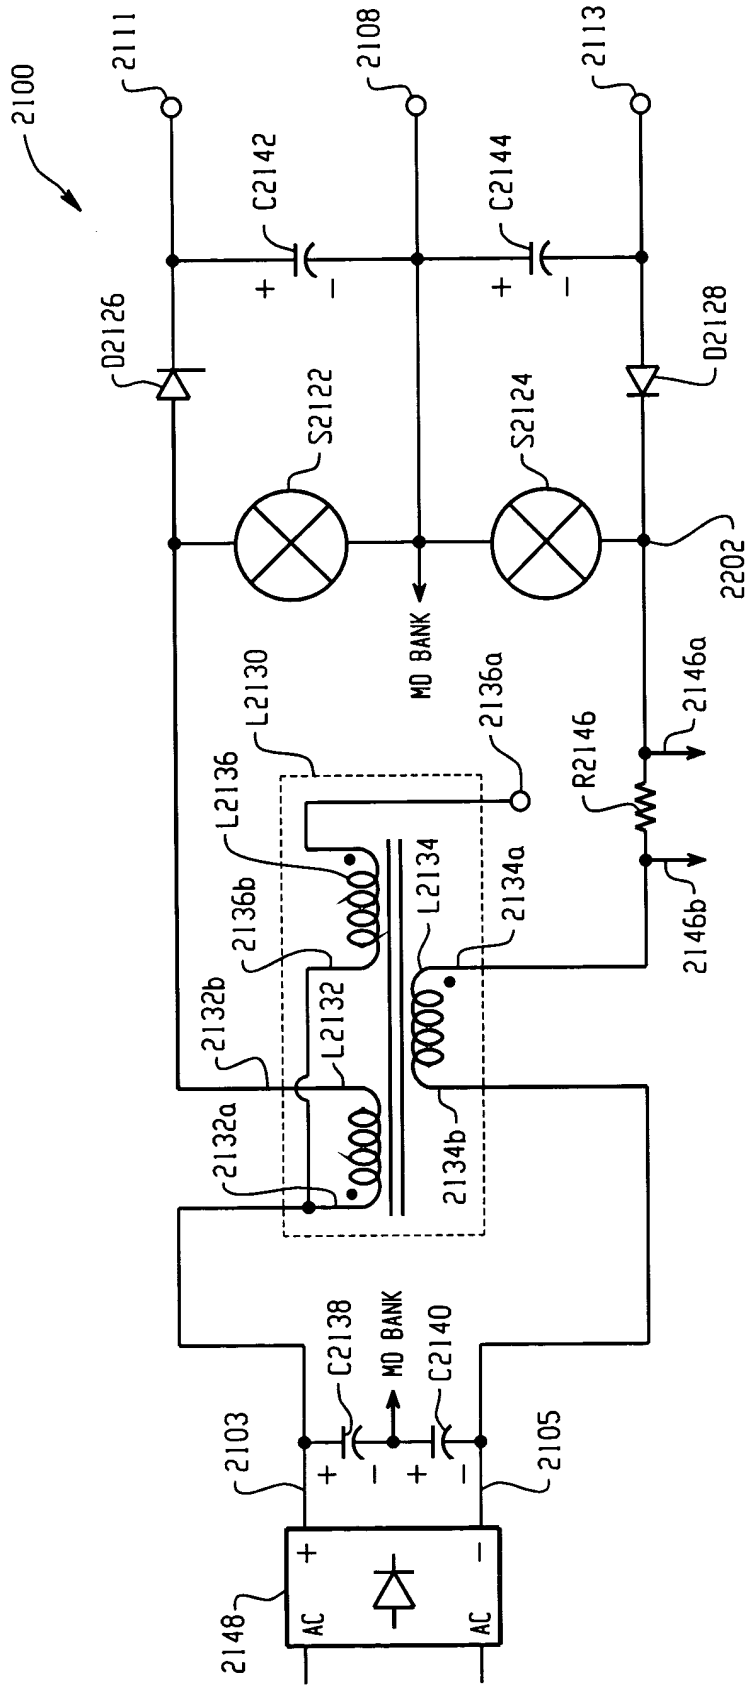 2100
2111
D2126
2132b
L2136
2132a
2148
2103
2136b
L2130
C2142
+
−
S2122
AC
+
L2132
C2138
+
−
2108
MD BANK
MD BANK
+
−
C2140
L2134
2136a
C2144
+
−
S2124
AC
−
2134b
2134a
2105
R2146
2113
2146b
2146a
D2128
2202